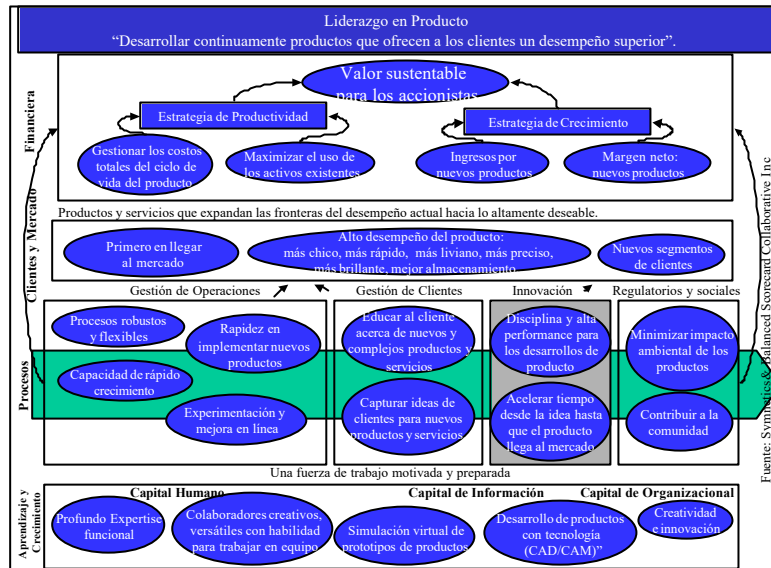 Liderazgo en Producto
“Desarrollar continuamente productos que ofrecen a los clientes un desempeño superior”.
Financiera
Valor sustentable
para los accionistas
Estrategia de Productividad
Estrategia de Crecimiento
Gestionar los costos
totales del ciclo de
vida del producto
Maximizar el uso de
los activos existentes
Ingresos por
nuevos productos
Margen neto:
nuevos productos
Clientes y Mercado
Productos y servicios que expandan las fronteras del desempeño actual hacia lo altamente deseable.
Primero en llegar
al mercado
Alto desempeño del producto:
más chico, más rápido, más liviano, más preciso,
más brillante, mejor almacenamiento
Nuevos segmentos
de clientes
Procesos
Gestión de Operaciones
Procesos robustos
y flexibles
Rapidez en
implementar nuevos
productos
Capacidad de rápido
crecimiento
Experimentación y
mejora en línea
Gestión de Clientes
Educar al cliente
acerca de nuevos y
complejos productos y
servicios
Capturar ideas de
clientes para nuevos
productos y servicios
Innovación
Disciplina y alta
performance para
los desarrollos de
producto
Acelerar tiempo
desde la idea hasta
que el producto
llega al mercado
Regulatorios y sociales
Minimizar impacto
ambiental de los
productos
Contribuir a la
comunidad
Aprendizaje y
Crecimiento
Una fuerza de trabajo motivada y preparada
Capital Humano
Profundo Expertise
funcional
Colaboradores creativos,
versátiles con habilidad
para trabajar en equipo
Capital de Información
Simulación virtual de
prototipos de productos
Desarrollo de productos
con tecnología
(CAD/CAM)”
Capital de Organizacional
Creatividad
e innovación
Fuente: Symnetics& Balanced Scorecard Collaborative Inc